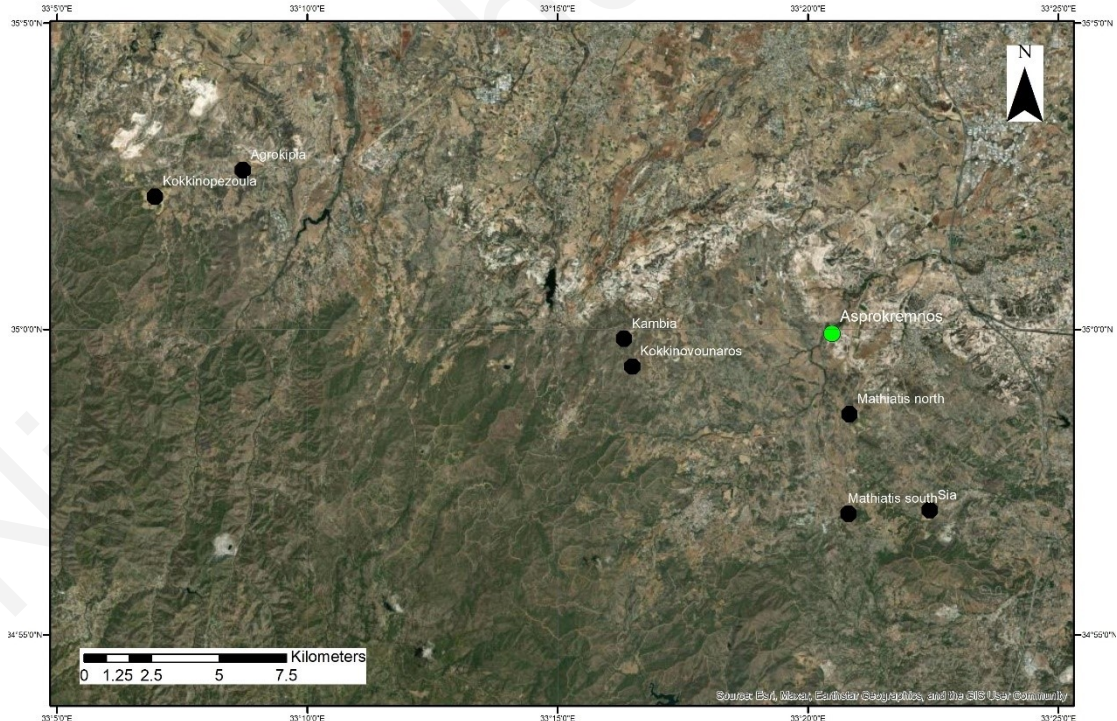 33°5'0"E 33°10'0"E 33°15'0"E 33°20'0"E 33°25'0"E
35°5'0"N 35°5'0"N
N
Agrokipia
Kokkinopezoula
Asprokremnos
Kambia
35°0'0"N 35°0'0"N
Kokkinovounaros
Mathiatis north
Mathiatis south Sia
34°55'0"N 34°55'0"N
Kilometers
0 1.25 2.5 5 7.5
Source: Esri, Maxar, Earthstar Geographics, and the GIS User Community
33°5'0"E 33°10'0"E 33°15'0"E 33°20'0"E 33°25'0"E